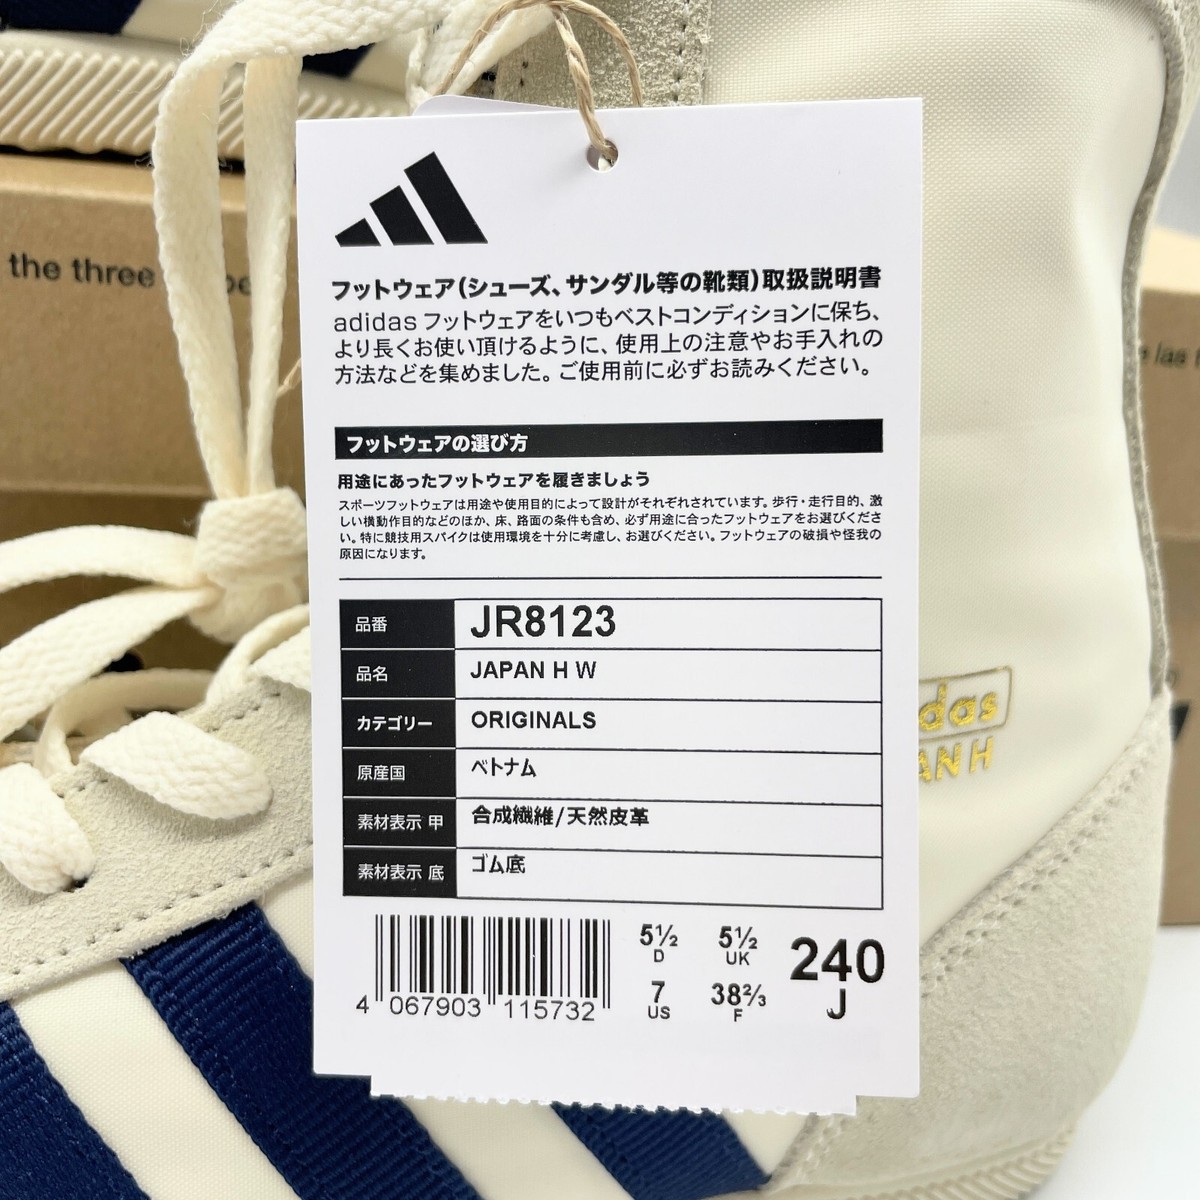 the three
e las
フットウェア(シューズ、サンダル等の靴類)取扱説明書
adidas フットウェアをいつもベストコンディションに保ち、
より長くお使い頂けるように、使用上の注意やお手入れの
方法などを集めました。ご使用前に必ずお読みください。
フットウェアの選び方
用途にあったフットウェアを履きましょう
スポーツフットウェアは用途や使用目的によって設計がそれぞれされています。歩行・走行目的、激
しい横動作目的などのほか、床、路面の条件も含め、必ず用途に合ったフットウェアをお選びくださ
い。特に競技用スパイクは使用環境を十分に考慮し、お選びください。フットウェアの破損や怪我の
原因になります。
品番 JR8123
品名 JAPAN H W
カテゴリー ORIGINALS
原産国 ベトナム
素材表示 甲 合成繊維/天然皮革
素材表示 底 ゴム底
5½ D 5½ UK 240 J
7 US 38⅔ F
4 067903 115732
das
AN H